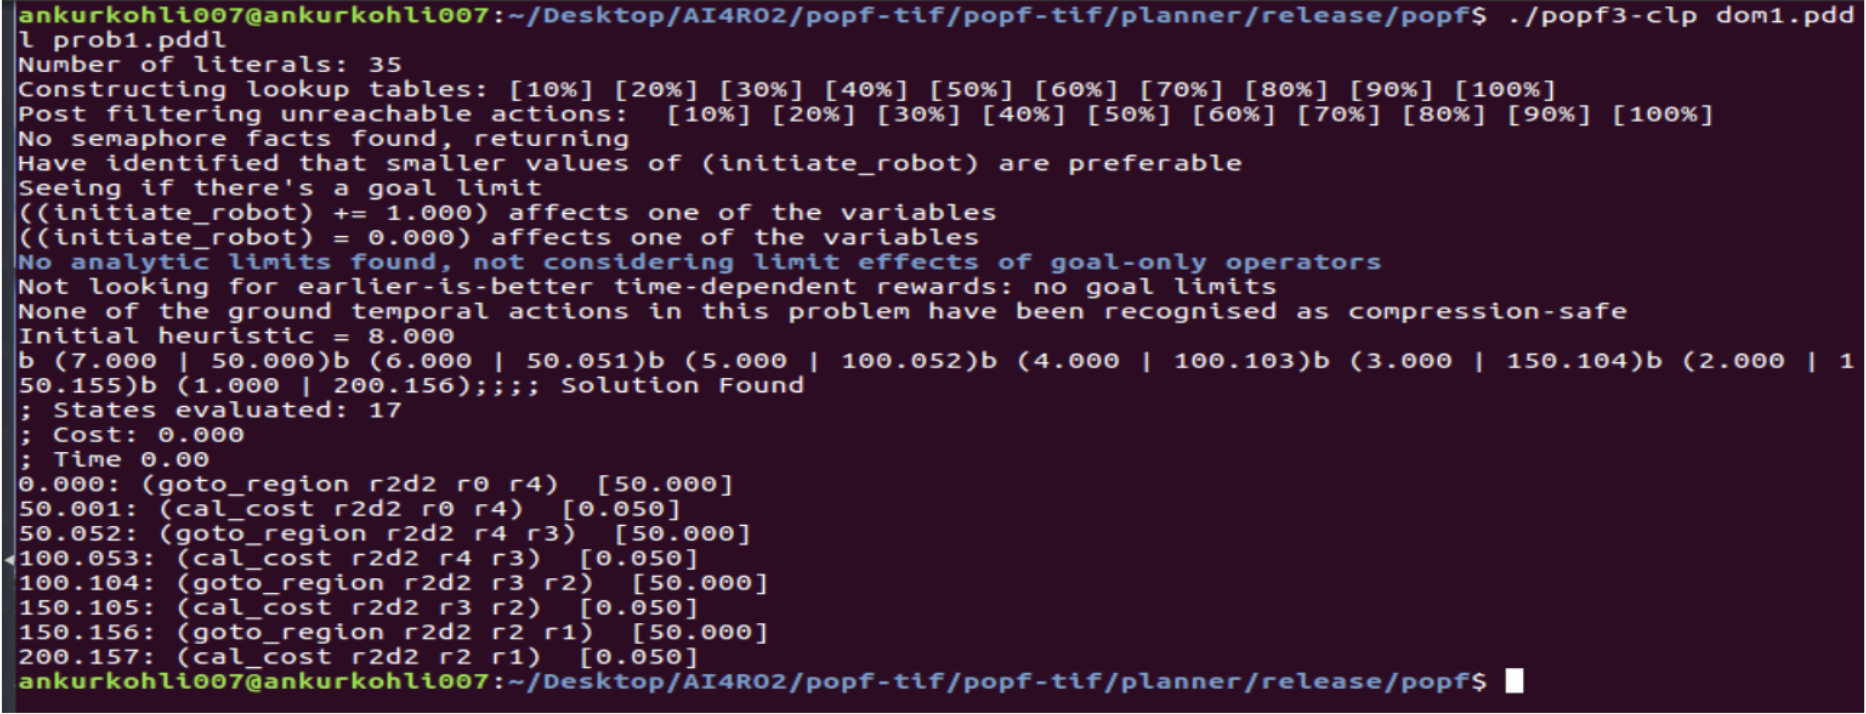 ankurkohli007@ankurkohli007:~/Desktop/AI4RO2/popf-tif/popf-tif/planner/release/popf$ ./popf3-clp dom1.pdd
l prob1.pddl
Number of literals: 35
Constructing lookup tables: [10%] [20%] [30%] [40%] [50%] [60%] [70%] [80%] [90%] [100%]
Post filtering unreachable actions:  [10%] [20%] [30%] [40%] [50%] [60%] [70%] [80%] [90%] [100%]
No semaphore facts found, returning
Have identified that smaller values of (initiate_robot) are preferable
Seeing if there's a goal limit
((initiate_robot) += 1.000) affects one of the variables
((initiate_robot) = 0.000) affects one of the variables
No analytic limits found, not considering limit effects of goal-only operators
Not looking for earlier-is-better time-dependent rewards: no goal limits
None of the ground temporal actions in this problem have been recognised as compression-safe
Initial heuristic = 8.000
b (7.000 | 50.000)b (6.000 | 50.051)b (5.000 | 100.052)b (4.000 | 100.103)b (3.000 | 150.104)b (2.000 | 1
50.155)b (1.000 | 200.156);;;; Solution Found
; States evaluated: 17
; Cost: 0.000
; Time 0.00
0.000: (goto_region r2d2 r0 r4)  [50.000]
50.001: (cal_cost r2d2 r0 r4)  [0.050]
50.052: (goto_region r2d2 r4 r3)  [50.000]
100.053: (cal_cost r2d2 r4 r3)  [0.050]
100.104: (goto_region r2d2 r3 r2)  [50.000]
150.105: (cal_cost r2d2 r3 r2)  [0.050]
150.156: (goto_region r2d2 r2 r1)  [50.000]
200.157: (cal_cost r2d2 r2 r1)  [0.050]
ankurkohli007@ankurkohli007:~/Desktop/AI4RO2/popf-tif/popf-tif/planner/release/popf$